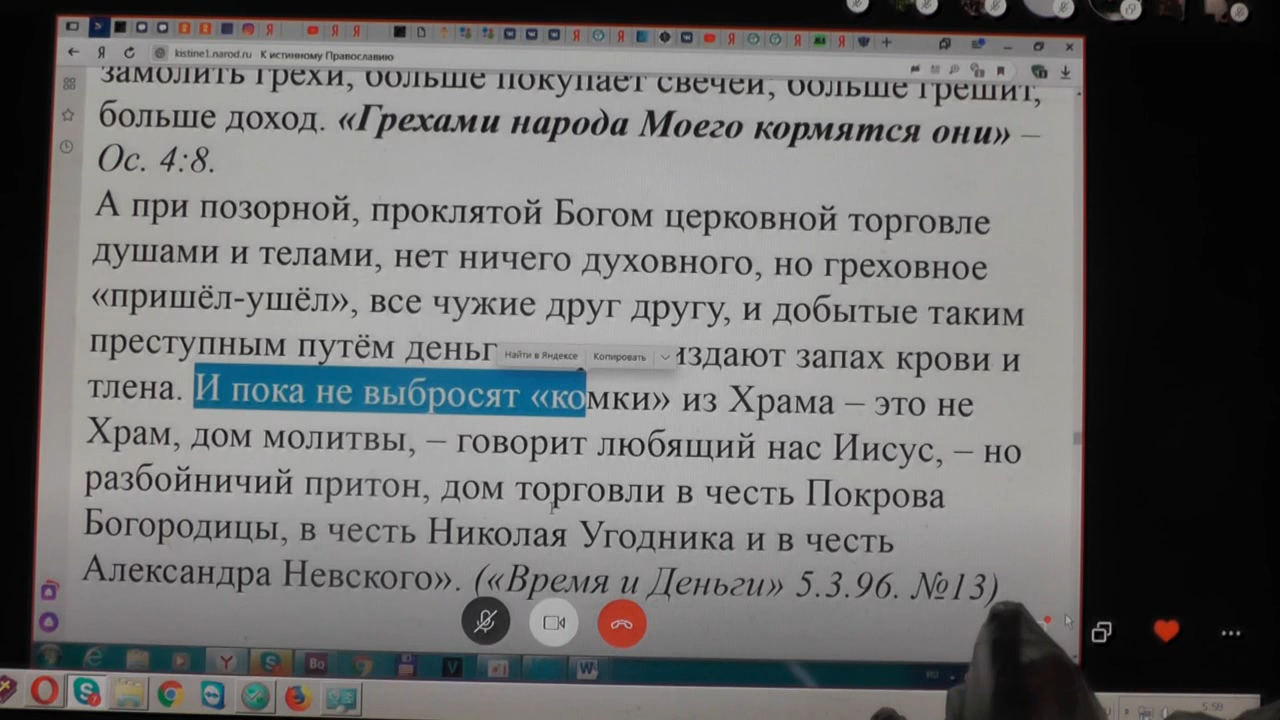 kistine1.narod.ru К истинному Православию
замолить грехи, больше покупает свечей, больше грешит,
больше доход. «Грехами народа Моего кормятся они» –
Ос. 4:8.
А при позорной, проклятой Богом церковной торговле
душами и телами, нет ничего духовного, но греховное
«пришёл-ушёл», все чужие друг другу, и добытые таким
преступным путём деньг издают запах крови и
Найти в Яндексе Копировать
тлена. И пока не выбросят «комки» из Храма – это не
Храм, дом молитвы, – говорит любящий нас Иисус, – но
разбойничий притон, дом торговли в честь Покрова
Богородицы, в честь Николая Угодника и в честь
Александра Невского». («Время и Деньги» 5.3.96. №13)
RU
5:59